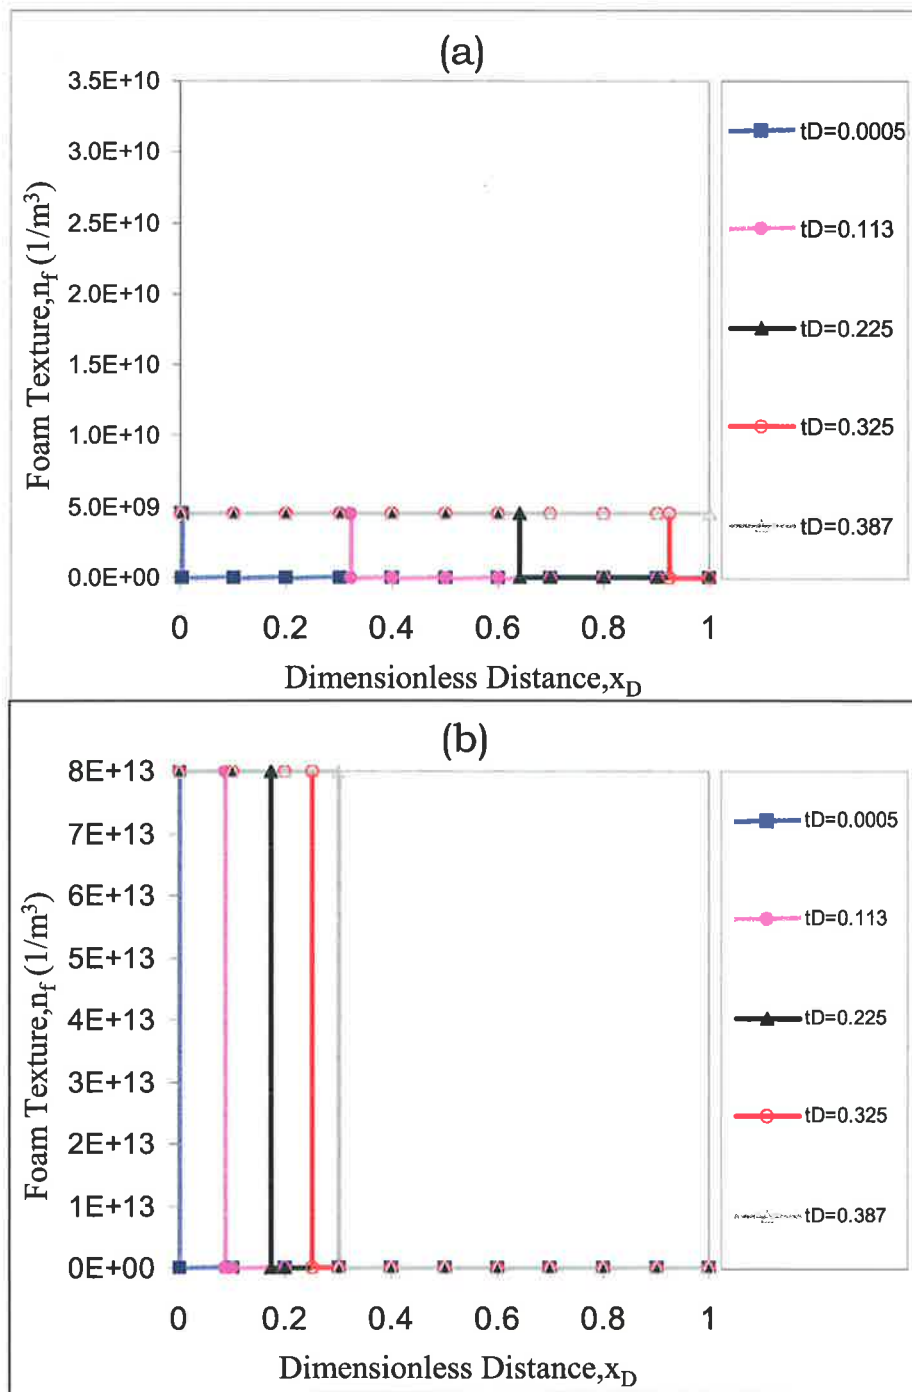 (a)
3.5E+10
3.0E+10
2.5E+10
2.0E+10
1.5E+10
1.0E+10
5.0E+09
0.0E+00
Foam Texture,n_f (1/m³)
0 0.2 0.4 0.6 0.8 1
Dimensionless Distance,x_D
tD=0.0005
tD=0.113
tD=0.225
tD=0.325
tD=0.387
(b)
8E+13
7E+13
6E+13
5E+13
4E+13
3E+13
2E+13
1E+13
0E+00
Foam Texture,n_f (1/m³)
0 0.2 0.4 0.6 0.8 1
Dimensionless Distance,x_D
tD=0.0005
tD=0.113
tD=0.225
tD=0.325
tD=0.387